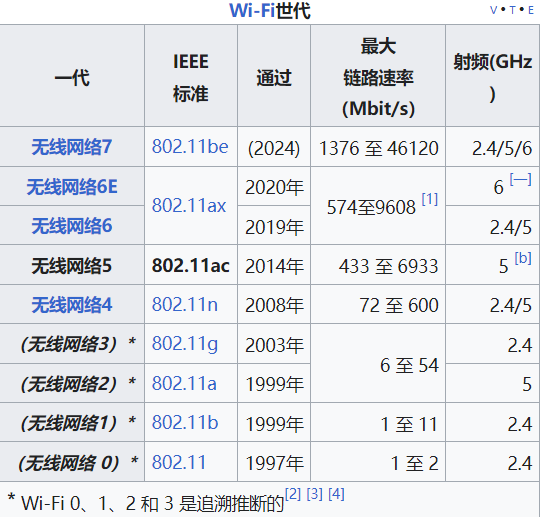 Wi-Fi世代
V • T • E
一代
IEEE
标准
通过
最大
链路速率
(Mbit/s)
射频(GHz
)
无线网络7 802.11be (2024) 1376 至 46120 2.4/5/6
无线网络6E 802.11ax 2020年 574至9608 [1] 6 [一]
无线网络6 2019年 2.4/5
无线网络5 802.11ac 2014年 433 至 6933 5 [b]
无线网络4 802.11n 2008年 72 至 600 2.4/5
（无线网络3）* 802.11g 2003年 6 至 54 2.4
（无线网络2）* 802.11a 1999年 5
（无线网络1）* 802.11b 1999年 1 至 11 2.4
（无线网络 0）* 802.11 1997年 1 至 2 2.4
* Wi-Fi 0、1、2 和 3 是追溯推断的[2] [3] [4]